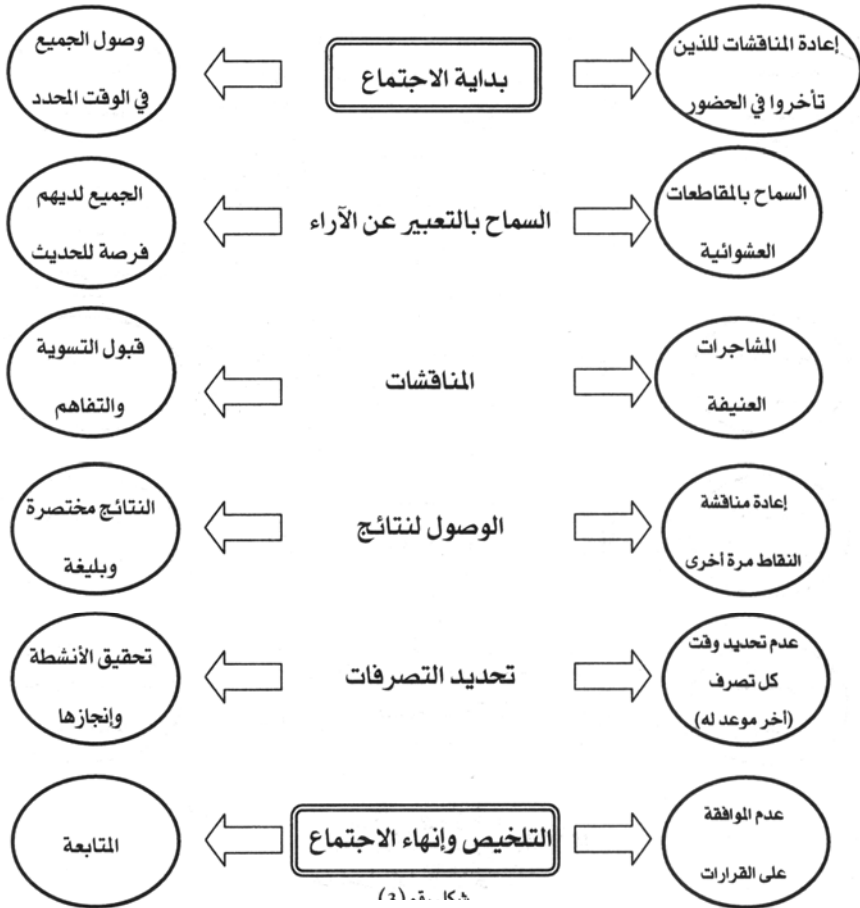 إعادة المناقشات للذين
تأخروا في الحضور
بداية الاجتماع
وصول الجميع
في الوقت المحدد
السماح بالمقاطعات
العشوائية
السماح بالتعبير عن الآراء
الجميع لديهم
فرصة للحديث
المشاجرات
العنيفة
المناقشات
قبول التسوية
والتفاهم
إعادة مناقشة
النقاط مرة أخرى
الوصول لنتائج
النتائج مختصرة
وبليغة
عدم تحديد وقت
كل تصرف
(أخر موعد له)
تحديد التصرفات
تحقيق الأنشطة
وإنجازها
عدم الموافقة
على القرارات
التلخيص وإنهاء الاجتماع
المتابعة
(3)